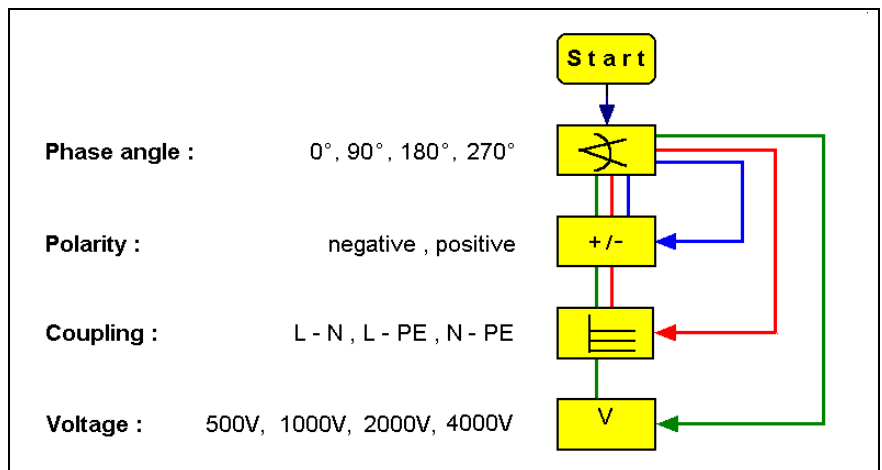 Start
Phase angle : 0°, 90°, 180°, 270°
Polarity : negative , positive +/-
Coupling : L - N , L - PE , N - PE
Voltage : 500V, 1000V, 2000V, 4000V V